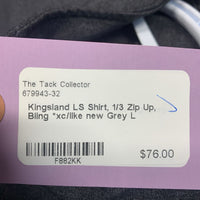 The Tack Collector
679943-32
Kingsland LS Shirt, 1/3 Zip Up,
Bling *xc/like new Grey L
$76.00
F882KK